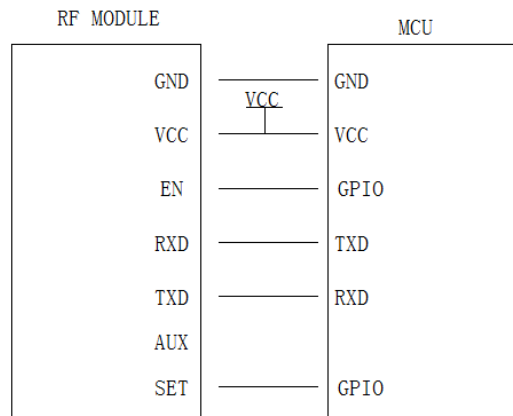 RF MODULE
MCU
GND
GND
VCC
VCC
VCC
EN
GPIO
RXD
TXD
TXD
RXD
AUX
SET
GPIO